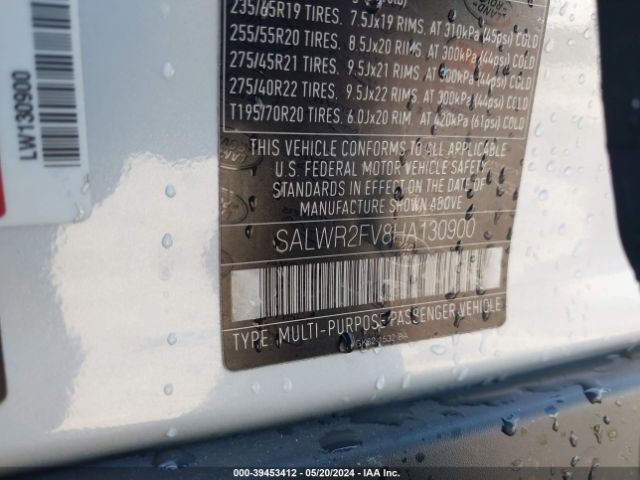 235/65R19 TIRES. 7.5Jx19 RIMS, AT 310kPa (45psi) COLD
255/55R20 TIRES. 8.5Jx20 RIMS, AT 300kPa (44psi) COLD
275/45R21 TIRES. 9.5Jx21 RIMS, AT 300kPa (44psi) COLD
275/40R22 TIRES. 9.5Jx22 RIMS, AT 300kPa (44psi) COLD
T195/70R20 TIRES. 6.0Jx20 RIM, AT 420kPa (61psi) COLD
THIS VEHICLE CONFORMS TO ALL APPLICABLE
U.S. FEDERAL MOTOR VEHICLE SAFETY
STANDARDS IN EFFECT ON THE DATE OF
MANUFACTURE SHOWN ABOVE
SALWR2FV8HA130900
TYPE: MULTI-PURPOSE PASSENGER VEHICLE
LW130900
000-39453412 - 05/20/2024 - IAA Inc.